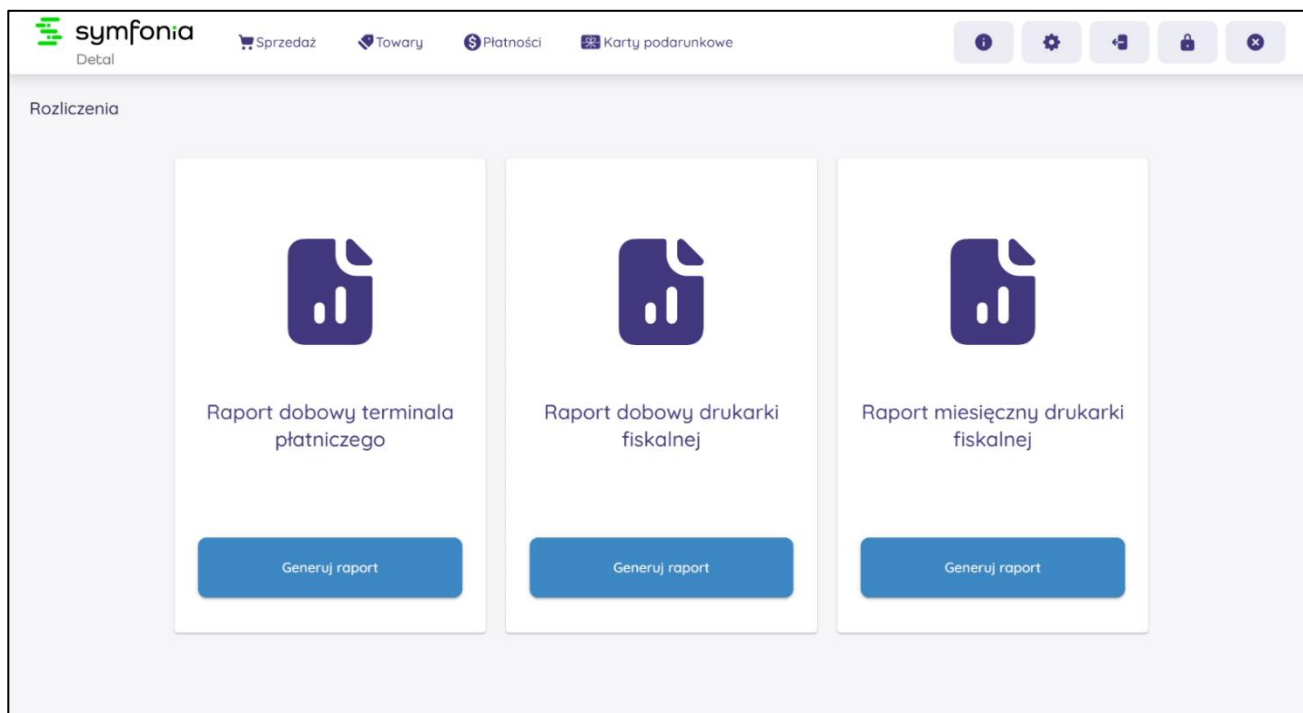 symfonia
Detal
Sprzedaż
Towary
Płatności
Karty podarunkowe
Rozliczenia
Raport dobowy terminala
płatniczego
Generuj raport
Raport dobowy drukarki
fiskalnej
Generuj raport
Raport miesięczny drukarki
fiskalnej
Generuj raport